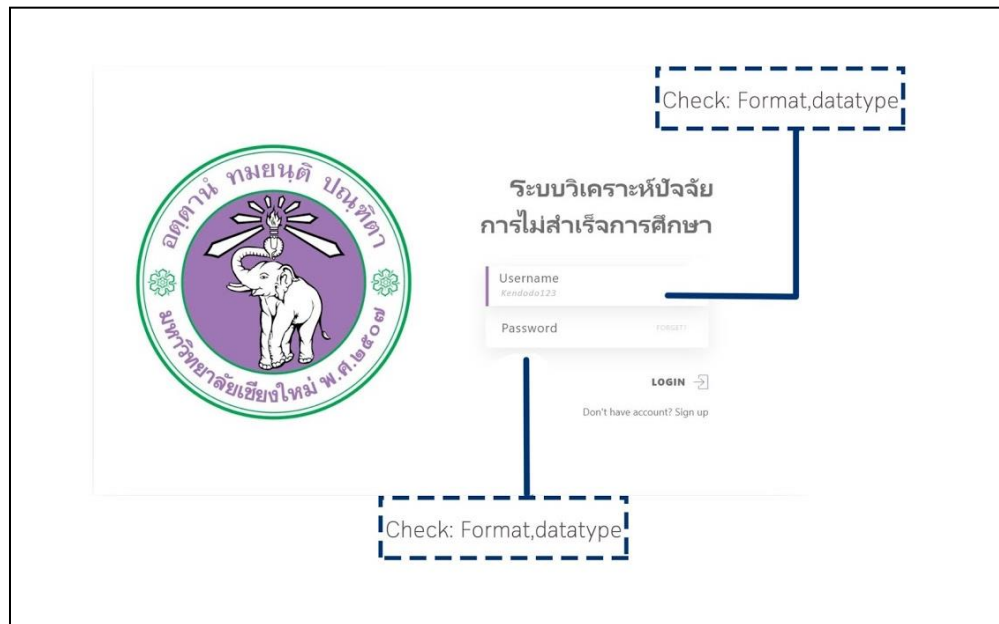 Check: Format,datatype
อตฺตานํ ทมยนฺติ ปณฺฑิตา
มหาวิทยาลัยเชียงใหม่ พ.ศ.๒๕๐๗
ระบบวิเคราะห์ปัจจัย
การไม่สำเร็จการศึกษา
Username
Kendodo123
Password
FORGET?
LOGIN
Don't have account? Sign up
Check: Format,datatype